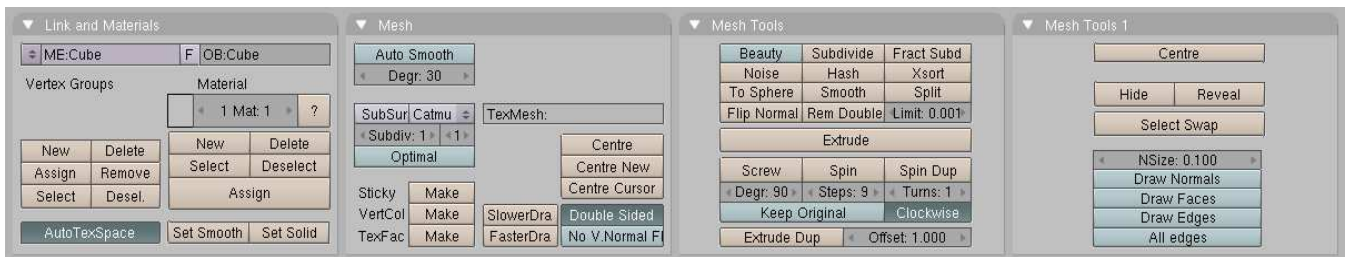 Link and Materials
ME:Cube F OB:Cube
Vertex Groups Material
1 Mat: 1 ?
New Delete New Delete
Assign Remove Select Deselect
Select Desel. Assign
AutoTexSpace Set Smooth Set Solid
Mesh
Auto Smooth
Degr: 30
SubSurf Catmu TexMesh:
Subdiv: 1 1
Optimal
Centre
Centre New
Centre Cursor
Sticky Make
VertCol Make SlowerDra Double Sided
TexFac Make FasterDra No V.Normal Fl
Mesh Tools
Beauty Subdivide Fract Subd
Noise Hash Xsort
To Sphere Smooth Split
Flip Normal Rem Double Limit: 0.001
Extrude
Screw Spin Spin Dup
Degr: 90 Steps: 9 Turns: 1
Keep Original Clockwise
Extrude Dup Offset: 1.000
Mesh Tools 1
Centre
Hide Reveal
Select Swap
NSize: 0.100
Draw Normals
Draw Faces
Draw Edges
All edges